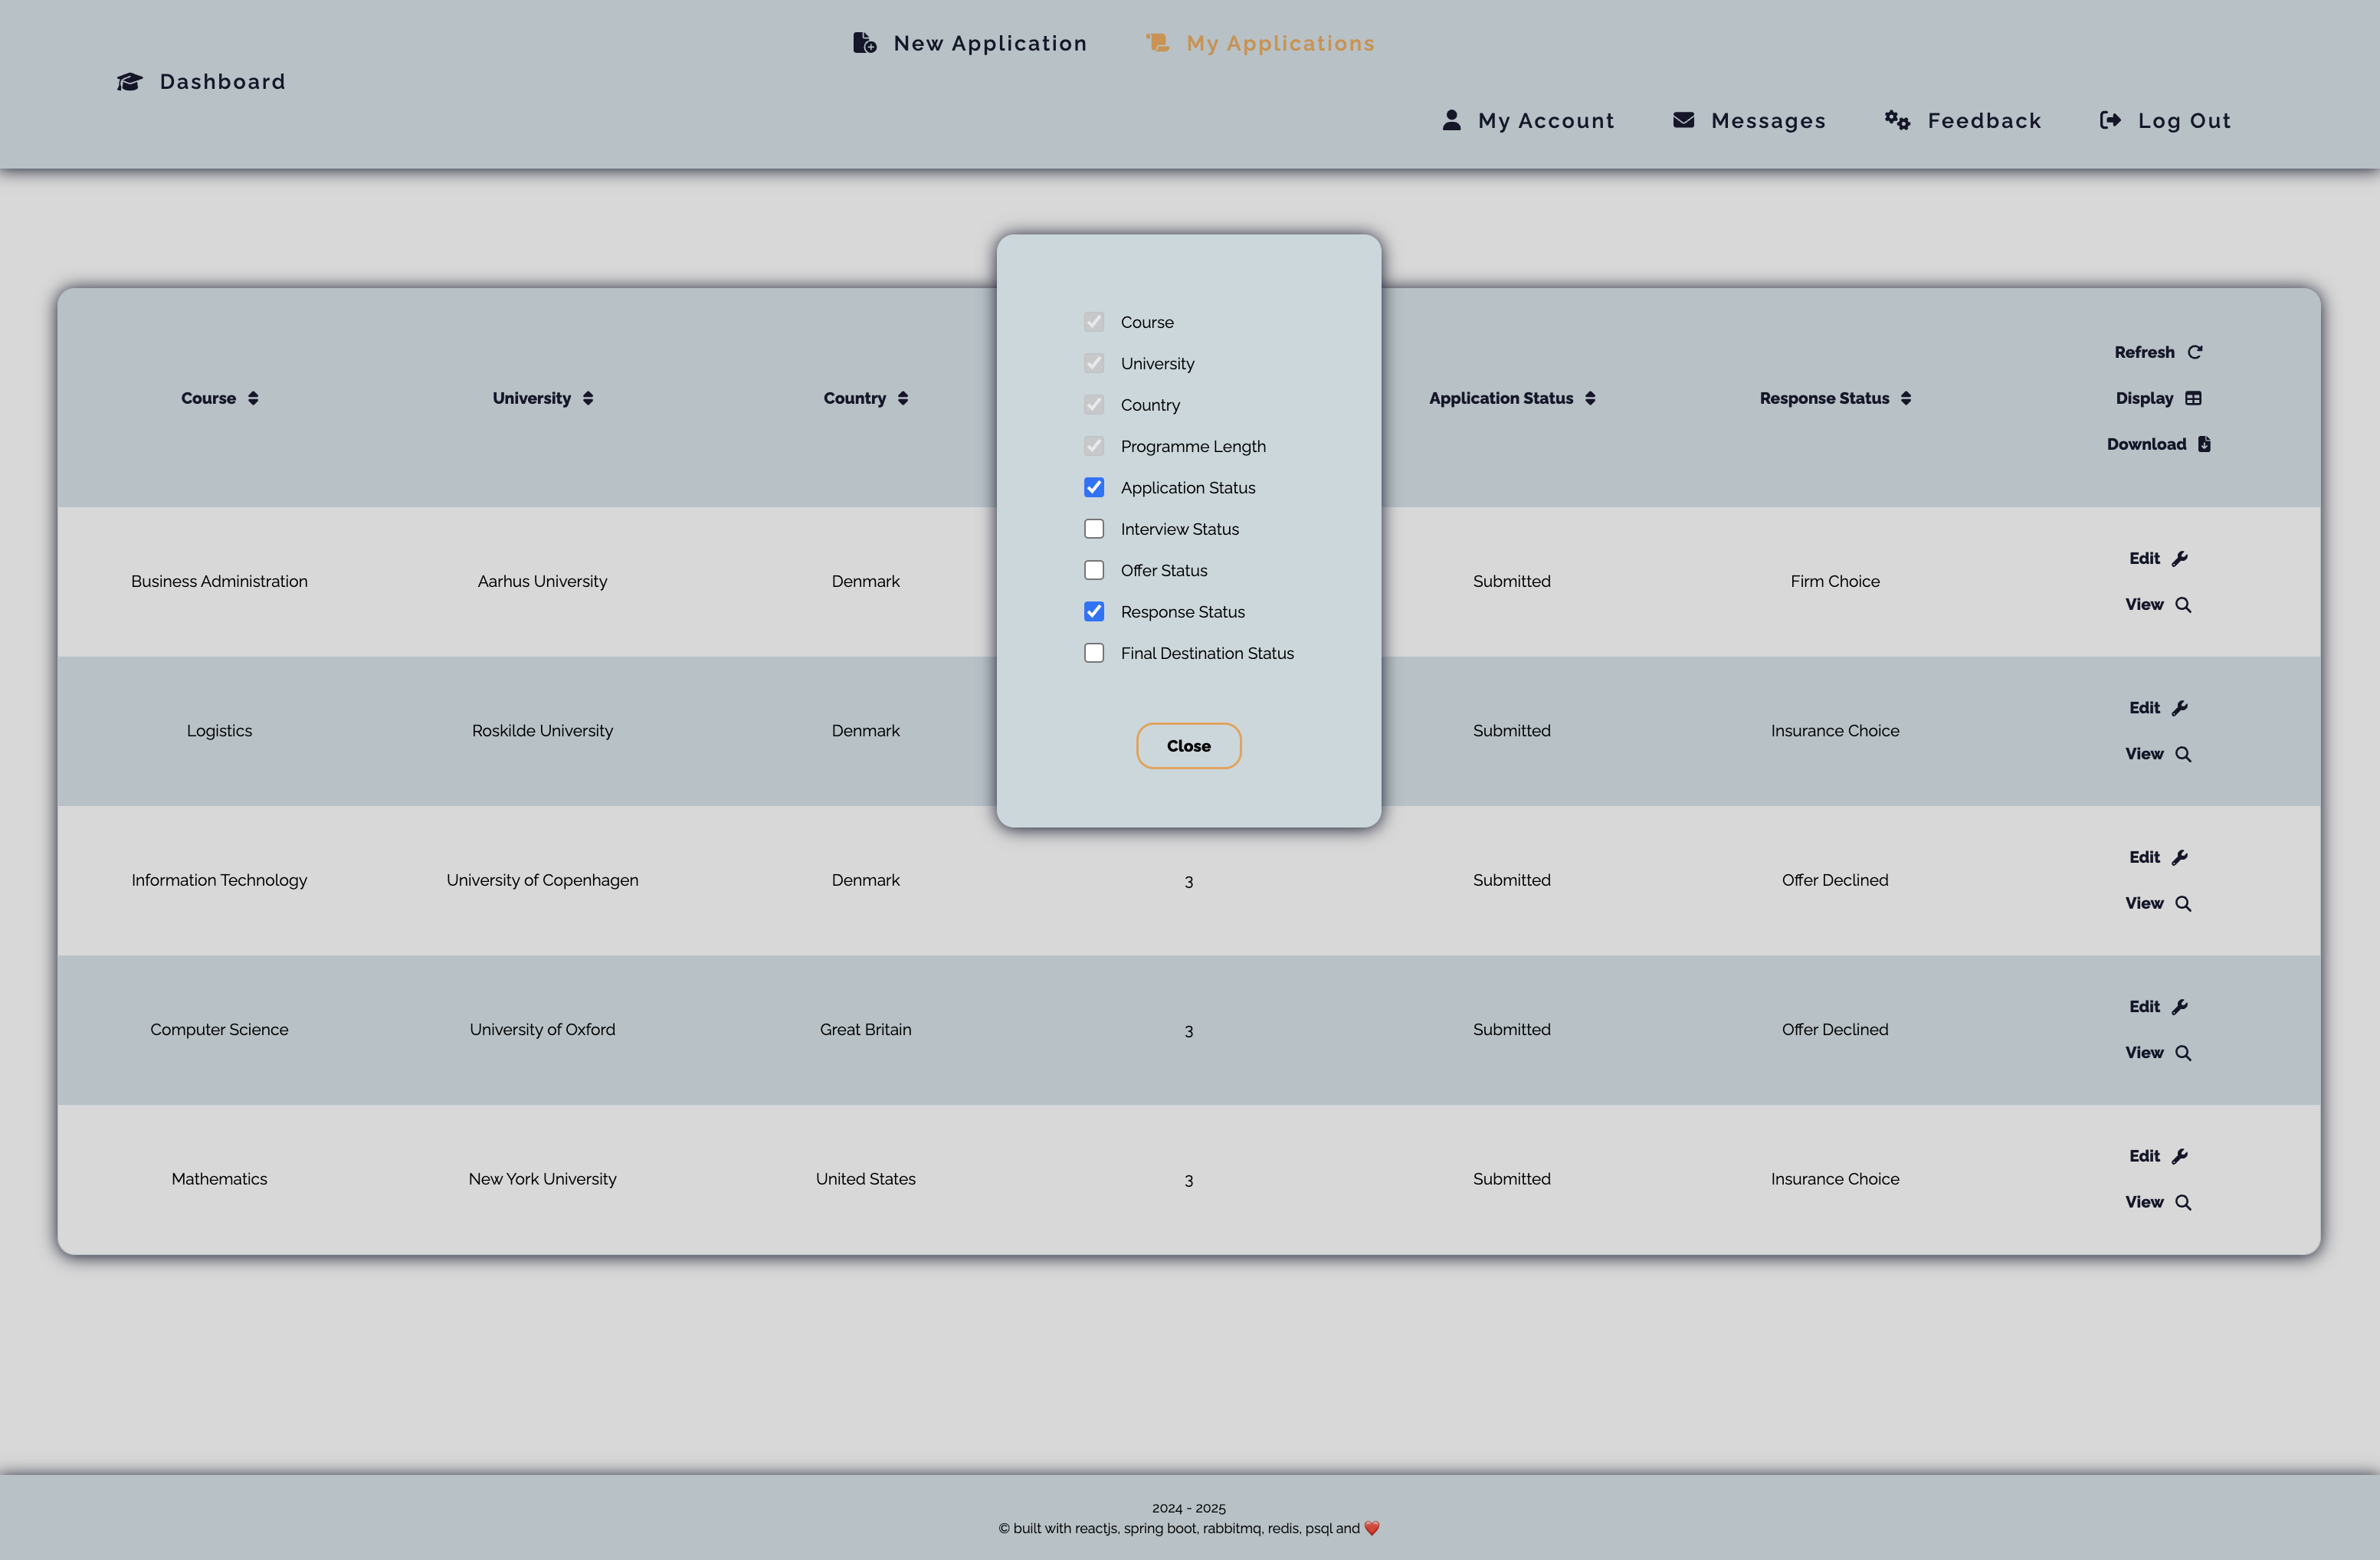 New Application
My Applications
Dashboard
My Account
Messages
Feedback
Log Out
Course
University
Country
Application Status
Response Status
Refresh
Display
Download
Course
University
Country
Programme Length
Application Status
Interview Status
Offer Status
Response Status
Final Destination Status
Close
Business Administration
Aarhus University
Denmark
Submitted
Firm Choice
Edit
View
Logistics
Roskilde University
Denmark
Submitted
Insurance Choice
Edit
View
Information Technology
University of Copenhagen
Denmark
3
Submitted
Offer Declined
Edit
View
Computer Science
University of Oxford
Great Britain
3
Submitted
Offer Declined
Edit
View
Mathematics
New York University
United States
3
Submitted
Insurance Choice
Edit
View
2024 - 2025
© built with reactjs, spring boot, rabbitmq, redis, psql and ❤️